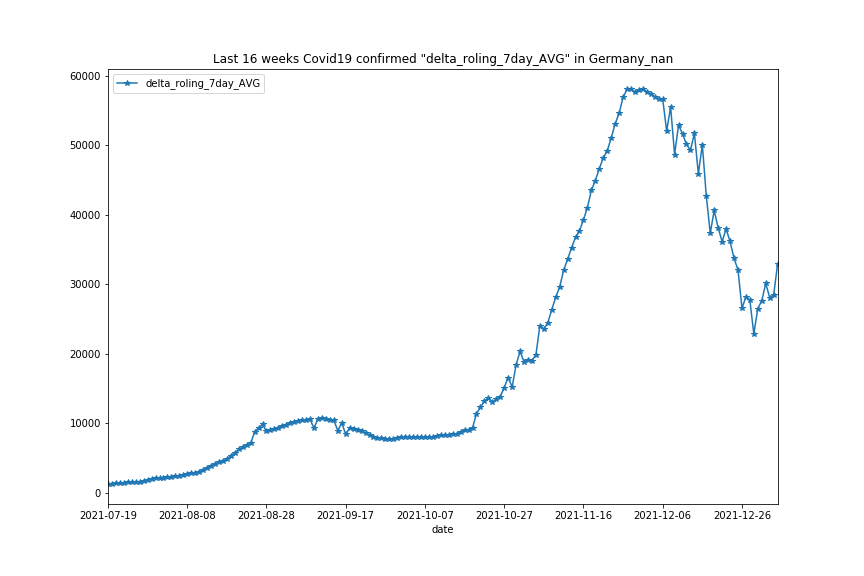 Last 16 weeks Covid19 confirmed "delta_roling_7day_AVG" in Germany_nan
delta_roling_7day_AVG
60000
50000
40000
30000
20000
10000
0
2021-07-19 2021-08-08 2021-08-28 2021-09-17 2021-10-07 2021-10-27 2021-11-16 2021-12-06 2021-12-26
date